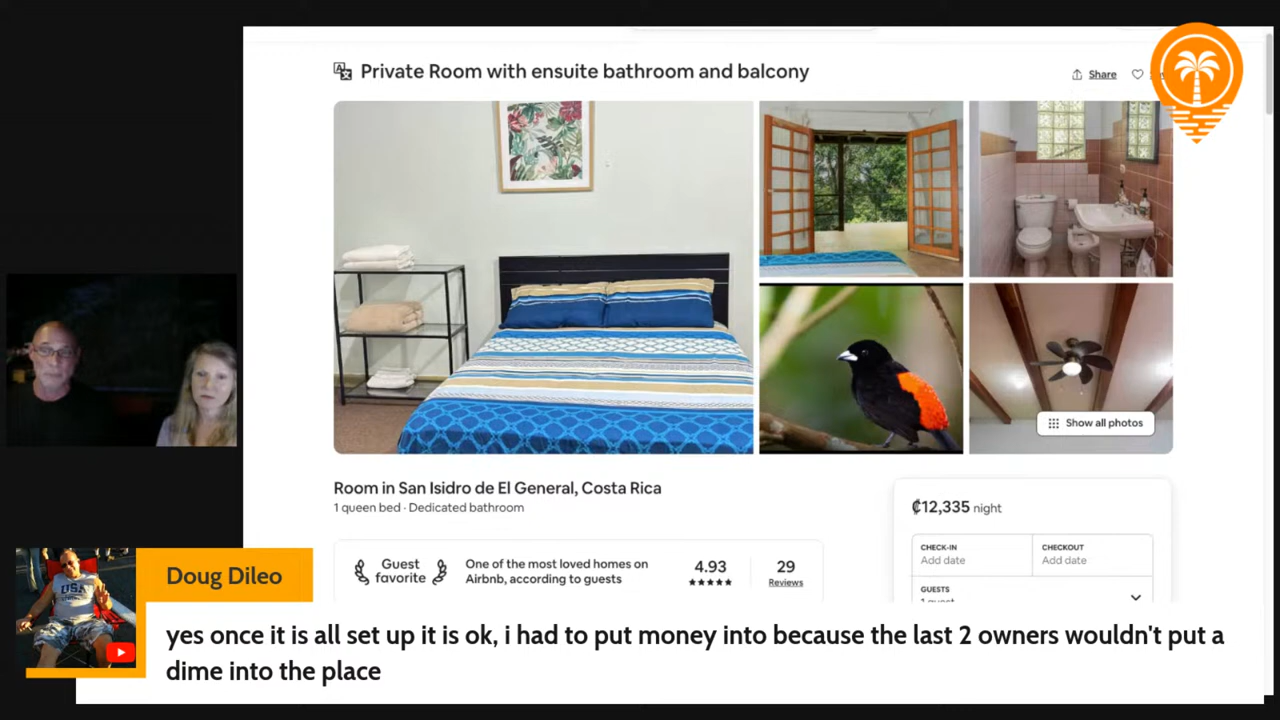 Private Room with ensuite bathroom and balcony
Share
Show all photos
Room in San Isidro de El General, Costa Rica
1 queen bed · Dedicated bathroom
₡12,335 night
CHECK-IN
Add date
CHECKOUT
Add date
GUESTS
1 guest
Guest favorite
One of the most loved homes on
Airbnb, according to guests
4.93
29
Reviews
Doug Dileo
USA
yes once it is all set up it is ok, i had to put money into because the last 2 owners wouldn't put a
dime into the place